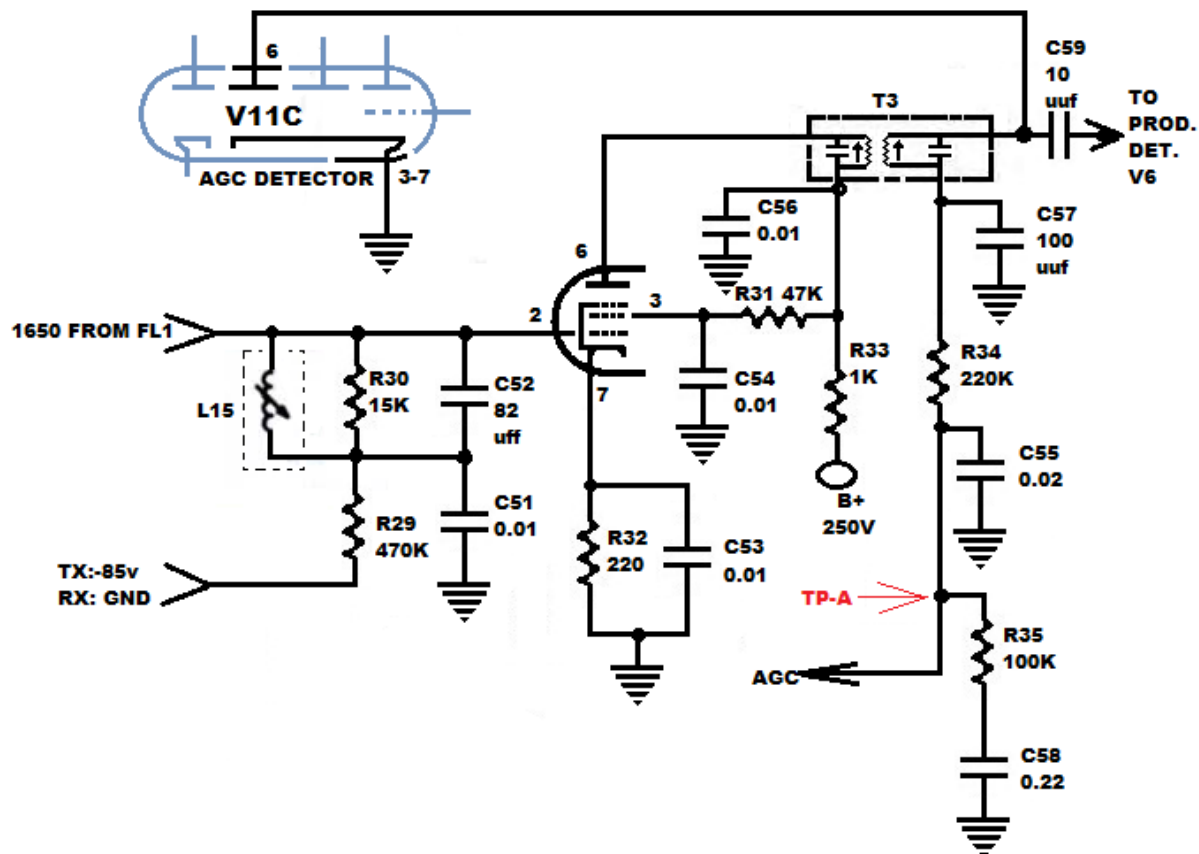 6
V11C
AGC DETECTOR
3-7
C59
10
uuf
TO
PROD.
DET.
V6
T3
C56
0.01
C57
100
uuf
6
2
3
7
R31 47K
1650 FROM FL1
L15
R30
15K
C52
82
uff
C54
0.01
R33
1K
R34
220K
B+
250V
C55
0.02
R29
470K
C51
0.01
R32
220
C53
0.01
TX:-85v
RX: GND
TP-A
R35
100K
AGC
C58
0.22